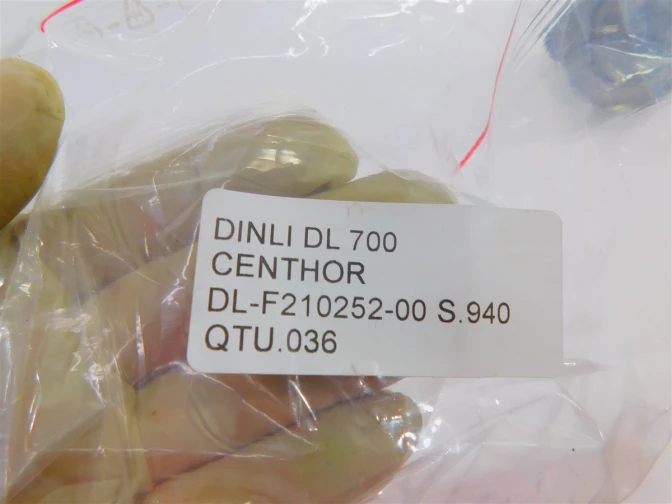 DINLI DL 700
CENTHOR
DL-F210252-00 S.940
QTU.036